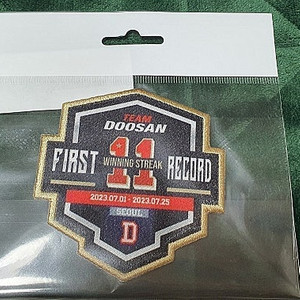 TEAM
DOOSAN
FIRST 11 RECORD
WINNING STREAK
2023.07.01 - 2023.07.25
SEOUL
D